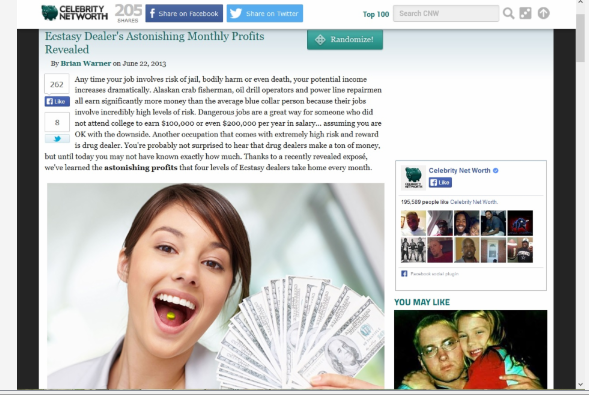 CELEBRITY
NETWORTH
205
SHARES
Share on Facebook
Share on Twitter
Top 100
Search CNW
Ecstasy Dealer's Astonishing Monthly Profits
Revealed
Randomize!
By Brian Warner on June 22, 2013
262
Like
8
Any time your job involves risk of jail, bodily harm or even death, your potential income
increases dramatically. Alaskan crab fisherman, oil drill operators and power line repairmen
all earn significantly more money than the average blue collar person because their jobs
involve incredibly high levels of risk. Dangerous jobs are a great way for someone who did
not attend college to earn $100,000 or even $200,000 per year in salary... assuming you are
OK with the downside. Another occupation that comes with extremely high risk and reward
is drug dealer. You're probably not surprised to hear that drug dealers make a ton of money,
but until today you may not have known exactly how much. Thanks to a recently revealed exposé,
we've learned the astonishing profits that four levels of Ecstasy dealers take home every month.
Celebrity Net Worth
Like
195,589 people like Celebrity Net Worth.
Facebook social plugin
YOU MAY LIKE